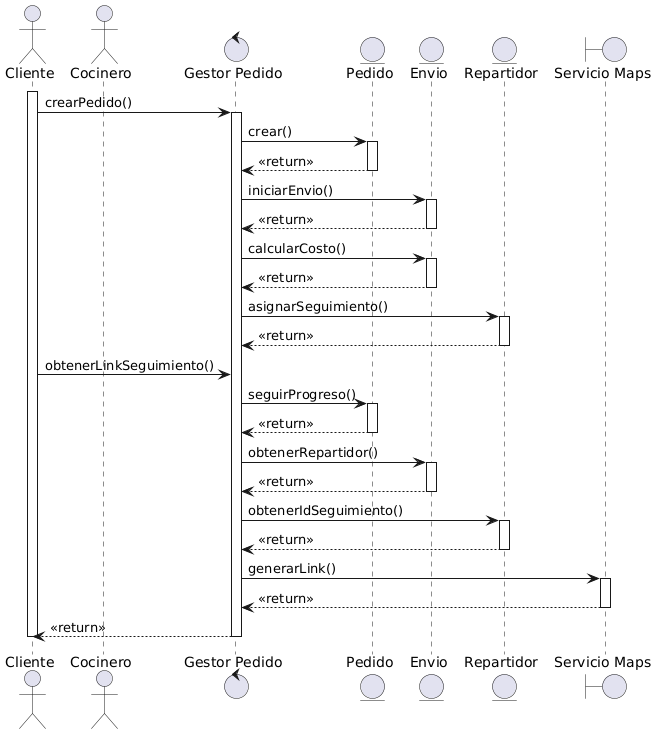 Cliente Cocinero Gestor Pedido Pedido Envio Repartidor Servicio Maps
crearPedido()
crear()
«return»
iniciarEnvio()
«return»
calcularCosto()
«return»
asignarSeguimiento()
«return»
obtenerLinkSeguimiento()
seguirProgreso()
«return»
obtenerRepartidor()
«return»
obtenerIdSeguimiento()
«return»
generarLink()
«return»
«return»
Cliente Cocinero Gestor Pedido Pedido Envio Repartidor Servicio Maps